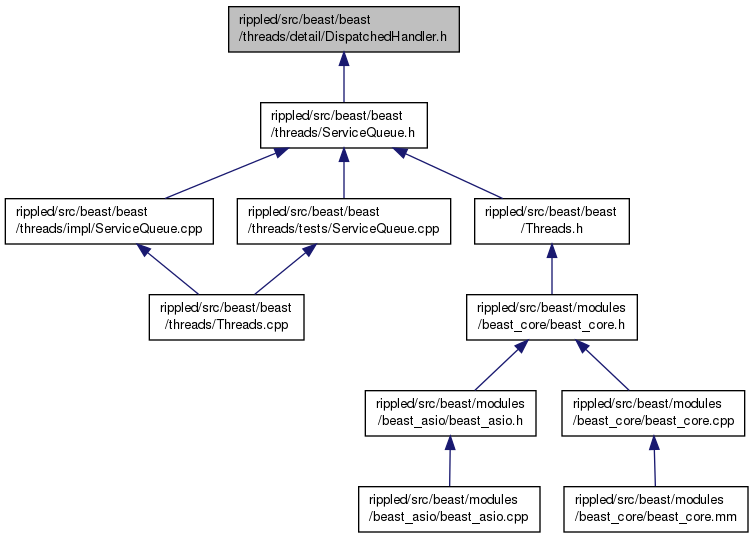 rippled/src/beast/beast
/threads/detail/DispatchedHandler.h
rippled/src/beast/beast
/threads/ServiceQueue.h
rippled/src/beast/beast
/threads/impl/ServiceQueue.cpp
rippled/src/beast/beast
/threads/tests/ServiceQueue.cpp
rippled/src/beast/beast
/Threads.h
rippled/src/beast/beast
/threads/Threads.cpp
rippled/src/beast/modules
/beast_core/beast_core.h
rippled/src/beast/modules
/beast_asio/beast_asio.h
rippled/src/beast/modules
/beast_core/beast_core.cpp
rippled/src/beast/modules
/beast_asio/beast_asio.cpp
rippled/src/beast/modules
/beast_core/beast_core.mm